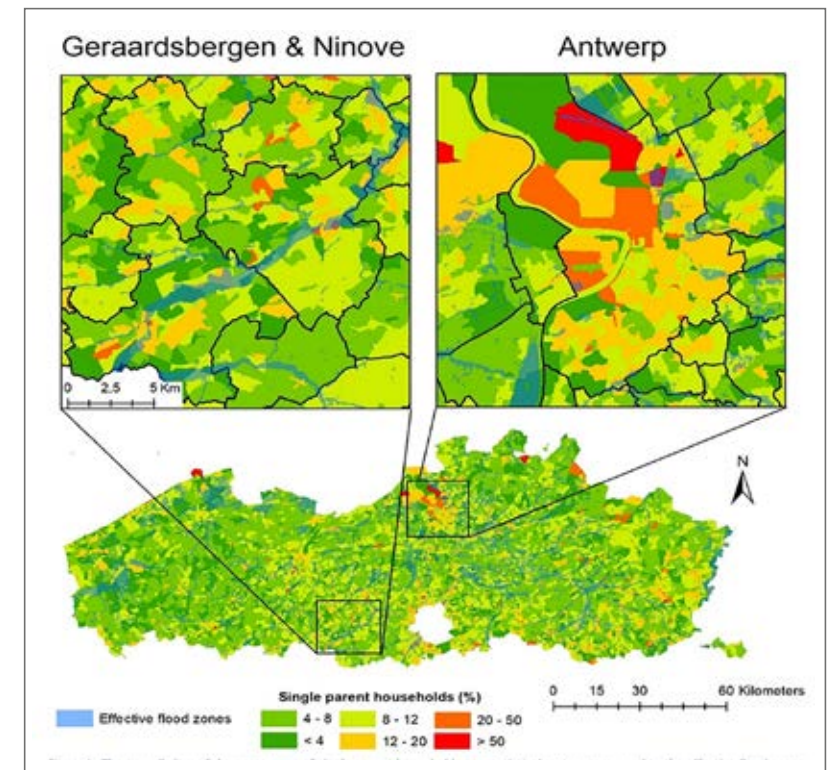 Geraardsbergen & Ninove
Antwerp
0 2.5 5 Km
N
0 15 30 60 Kilometers
Single parent households (%)
Effective flood zones
4 - 8
8 - 12
20 - 50
< 4
12 - 20
> 50